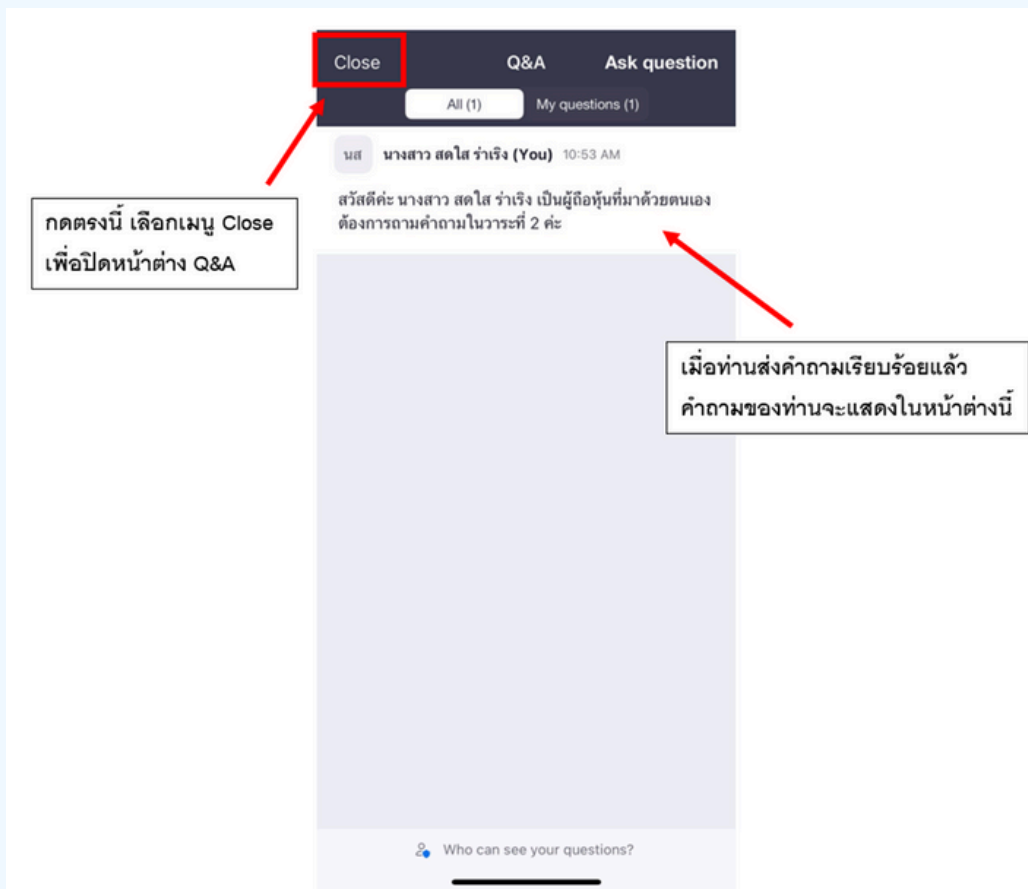 Close Q&A Ask question
All (1) My questions (1)
นส นางสาว สดใส ร่าเริง (You) 10:53 AM
สวัสดีค่ะ นางสาว สดใส ร่าเริง เป็นผู้ถือหุ้นที่มาด้วยตนเอง
ต้องการถามคำถามในวาระที่ 2 ค่ะ
กดตรงนี้ เลือกเมนู Close
เพื่อปิดหน้าต่าง Q&A
เมื่อท่านส่งคำถามเรียบร้อยแล้ว
คำถามของท่านจะแสดงในหน้าต่างนี้
Who can see your questions?